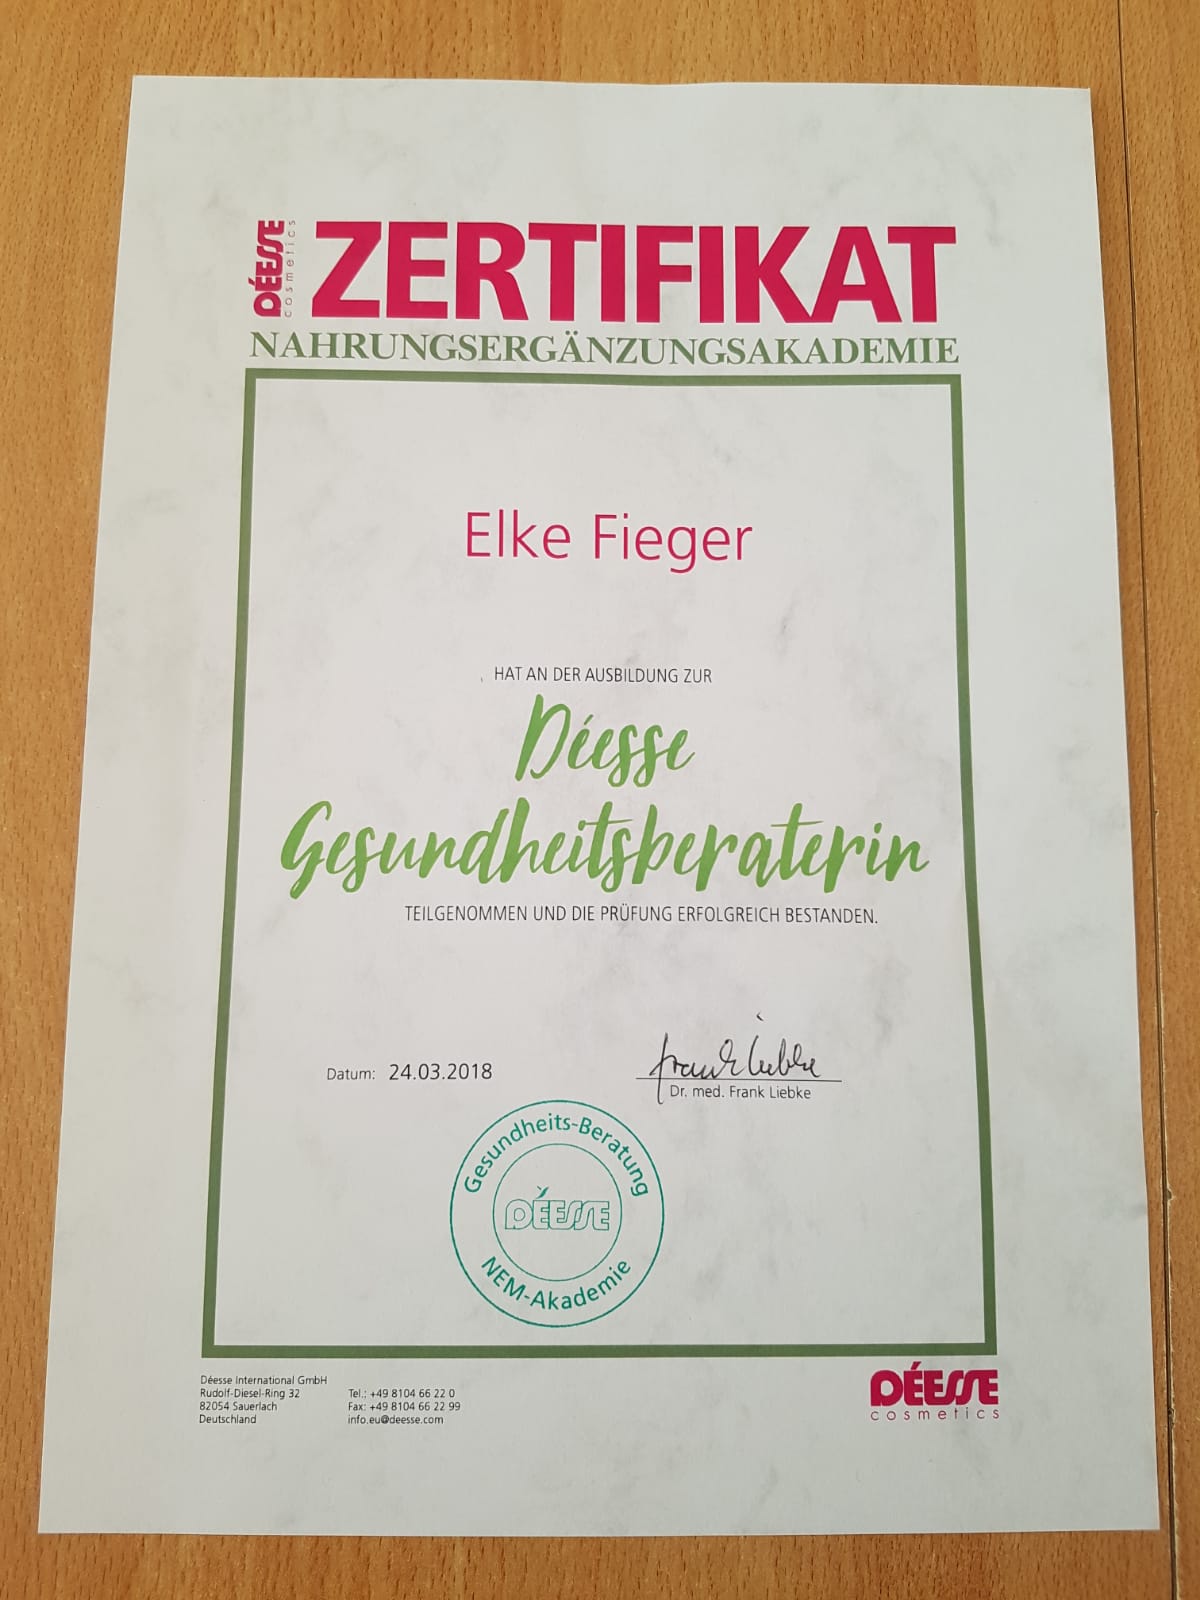 DÉESSE
cosmetics
ZERTIFIKAT
NAHRUNGSERGÄNZUNGSAKADEMIE
Elke Fieger
HAT AN DER AUSBILDUNG ZUR
Déesse
Gesundheitsberaterin
TEILGENOMMEN UND DIE PRÜFUNG ERFOLGREICH BESTANDEN.
Datum: 24.03.2018
Frank Liebke
Dr. med. Frank Liebke
Gesundheits-Beratung
DÉESSE
NEM-Akademie
Déesse International GmbH
Rudolf-Diesel-Ring 32
82054 Sauerlach
Deutschland
Tel.: +49 8104 66 22 0
Fax: +49 8104 66 22 99
info.eu@deesse.com
DÉESSE
cosmetics